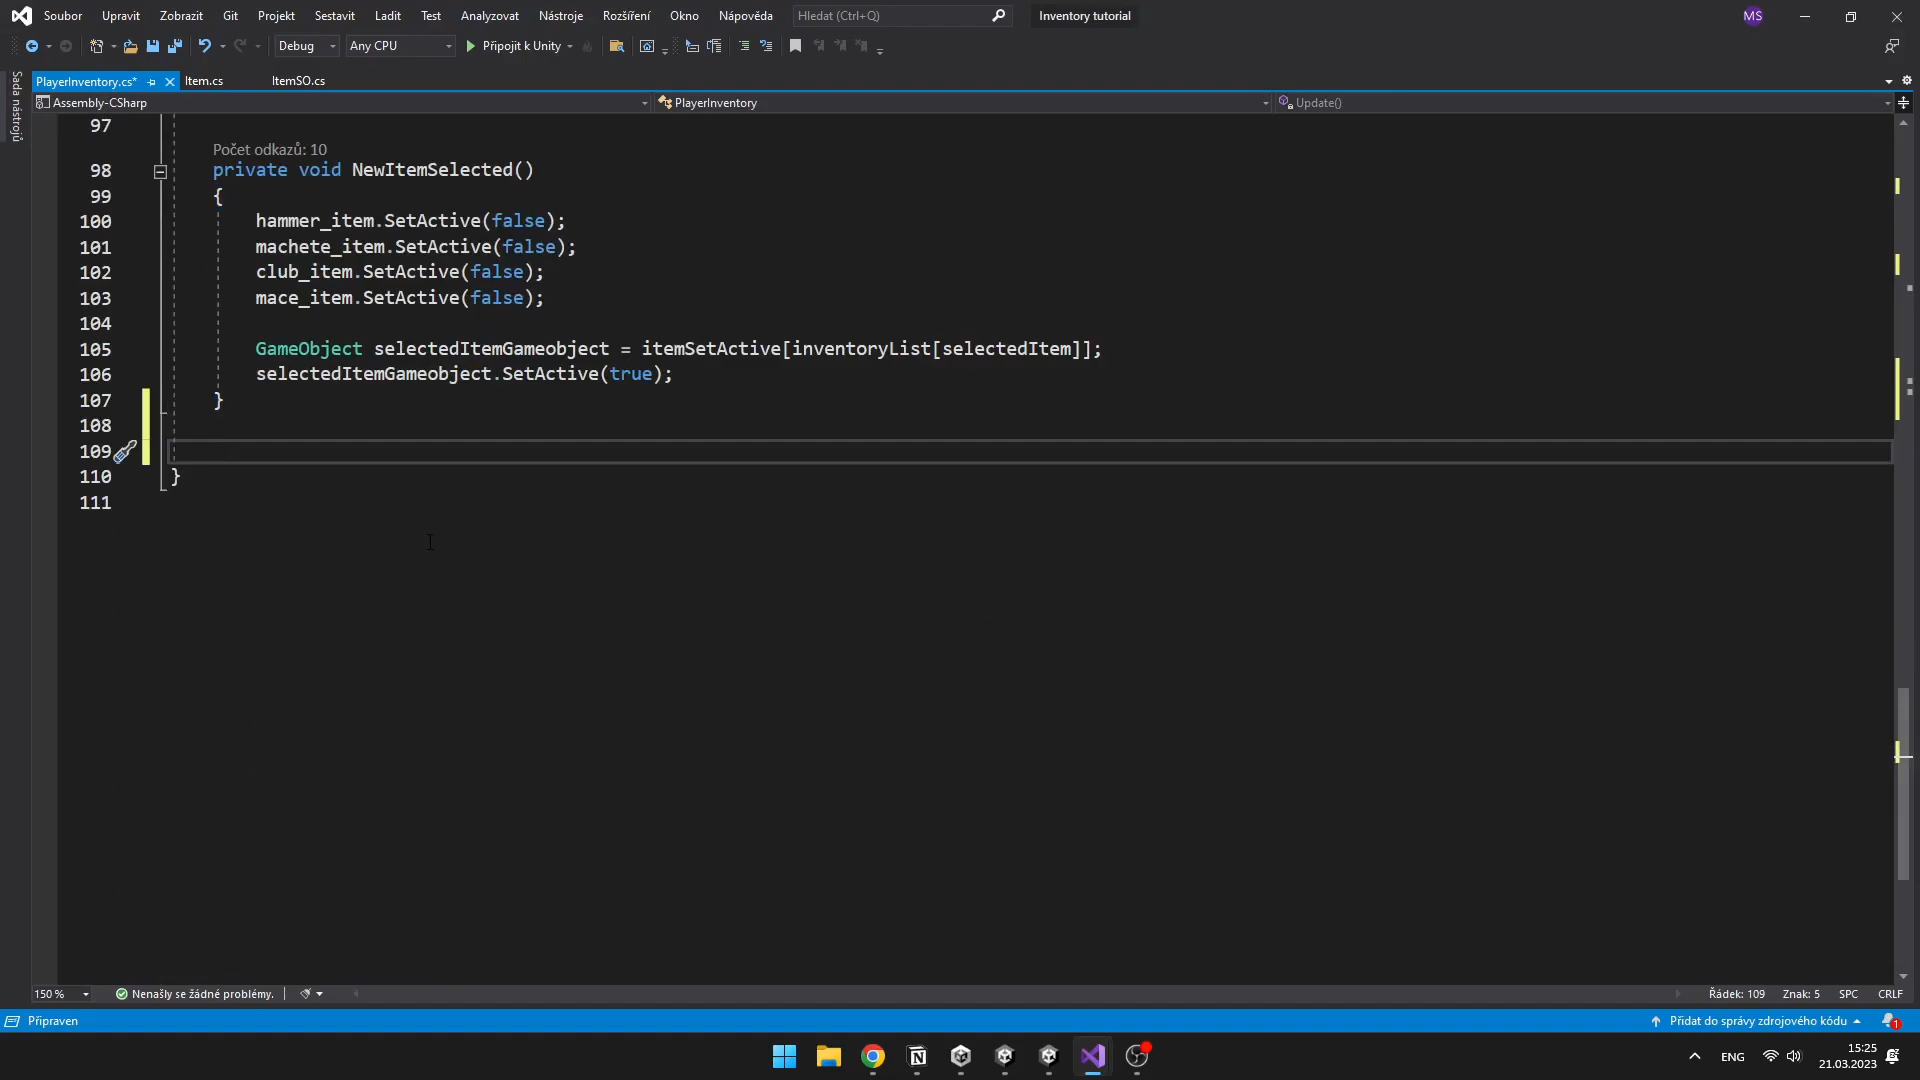 Soubor Upravit Zobrazit Git Projekt Sestavit Ladit Test Analyzovat Nástroje Rozšíření Okno Nápověda Hledat (Ctrl+Q) Inventory tutorial MS
Debug Any CPU Připojit k Unity
Sada nástrojů
PlayerInventory.cs* Item.cs ItemSO.cs
Assembly-CSharp PlayerInventory Update()
97
Počet odkazů: 10
98 private void NewItemSelected()
99 {
100 hammer_item.SetActive(false);
101 machete_item.SetActive(false);
102 club_item.SetActive(false);
103 mace_item.SetActive(false);
104
105 GameObject selectedItemGameobject = itemSetActive[inventoryList[selectedItem]];
106 selectedItemGameobject.SetActive(true);
107 }
108
109
110 }
111
150 % Nenašly se žádné problémy. Řádek: 109 Znak: 5 SPC CRLF
Připraven Přidat do správy zdrojového kódu 1
ENG 15:25
21.03.2023